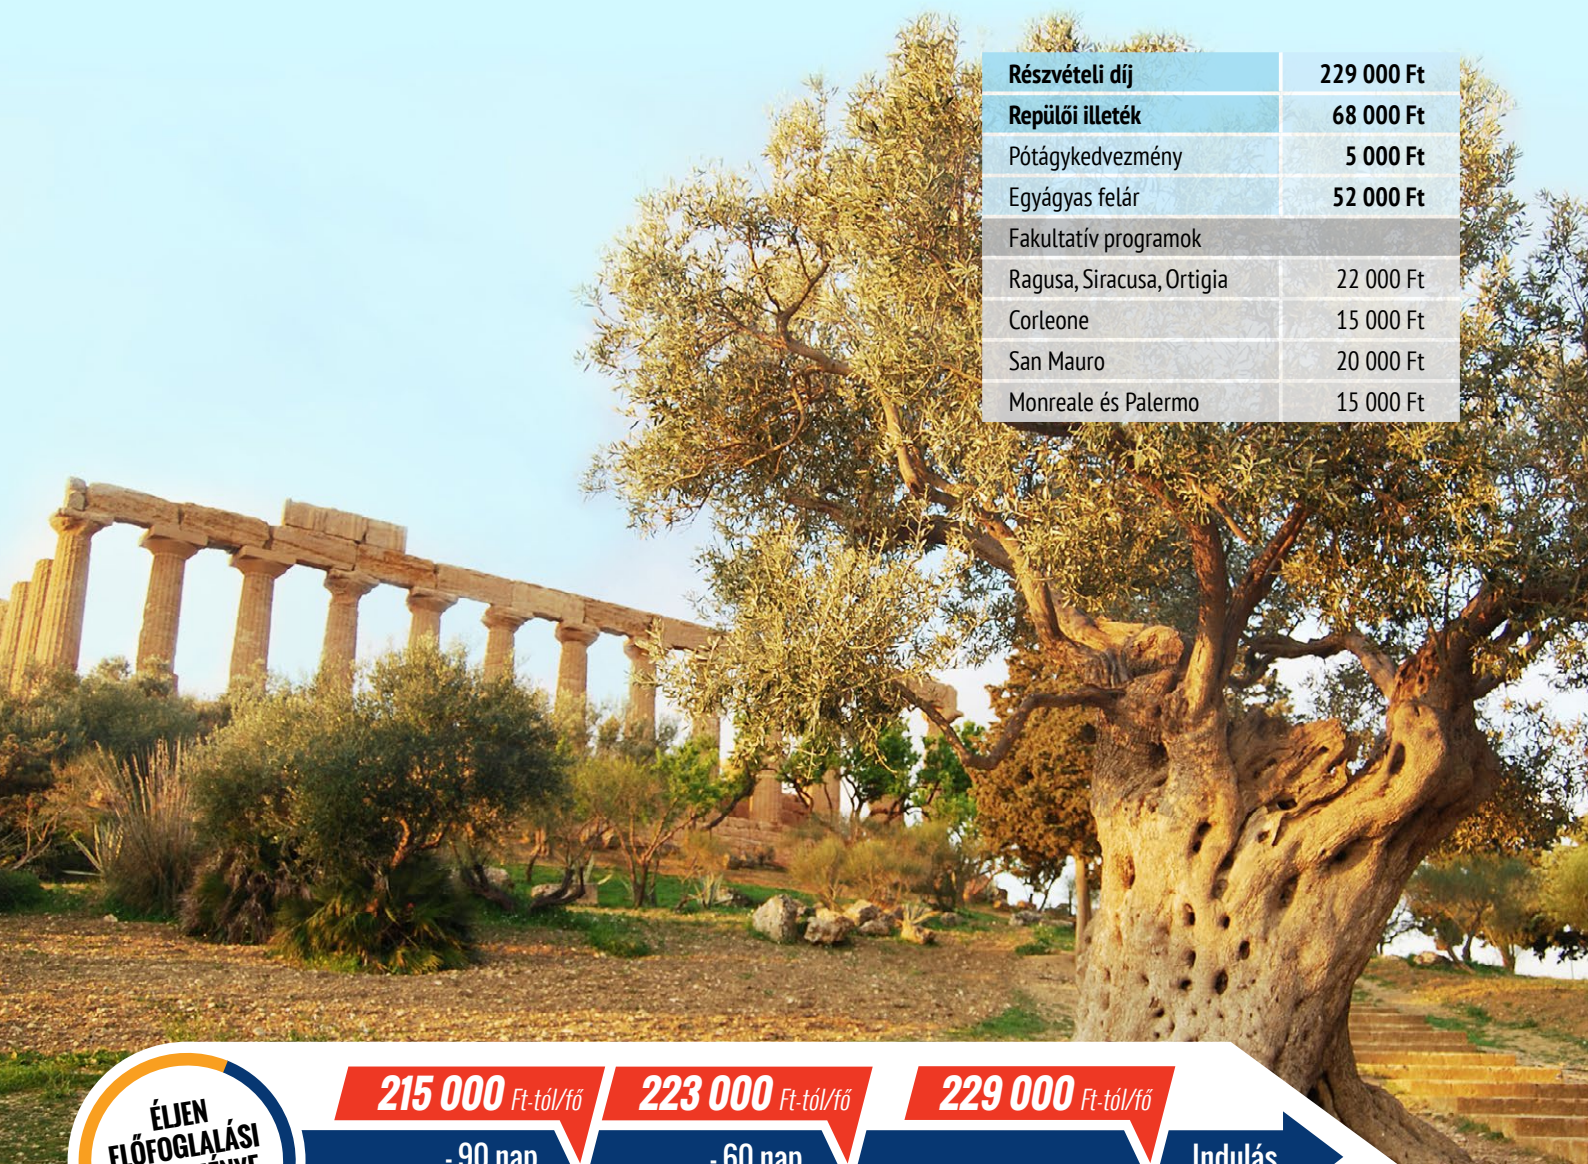 Részvételi díj 229 000 Ft
Repülői illeték 68 000 Ft
Pótágykedvezmény 5 000 Ft
Egyágyas felár 52 000 Ft
Fakultatív programok
Ragusa, Siracusa, Ortigia 22 000 Ft
Corleone 15 000 Ft
San Mauro 20 000 Ft
Monreale és Palermo 15 000 Ft
215 000 Ft-tól/fő 223 000 Ft-tól/fő 229 000 Ft-tól/fő
ÉLJEN
ELŐFOGLALÁSI
- 90 nap - 60 nap Indulás